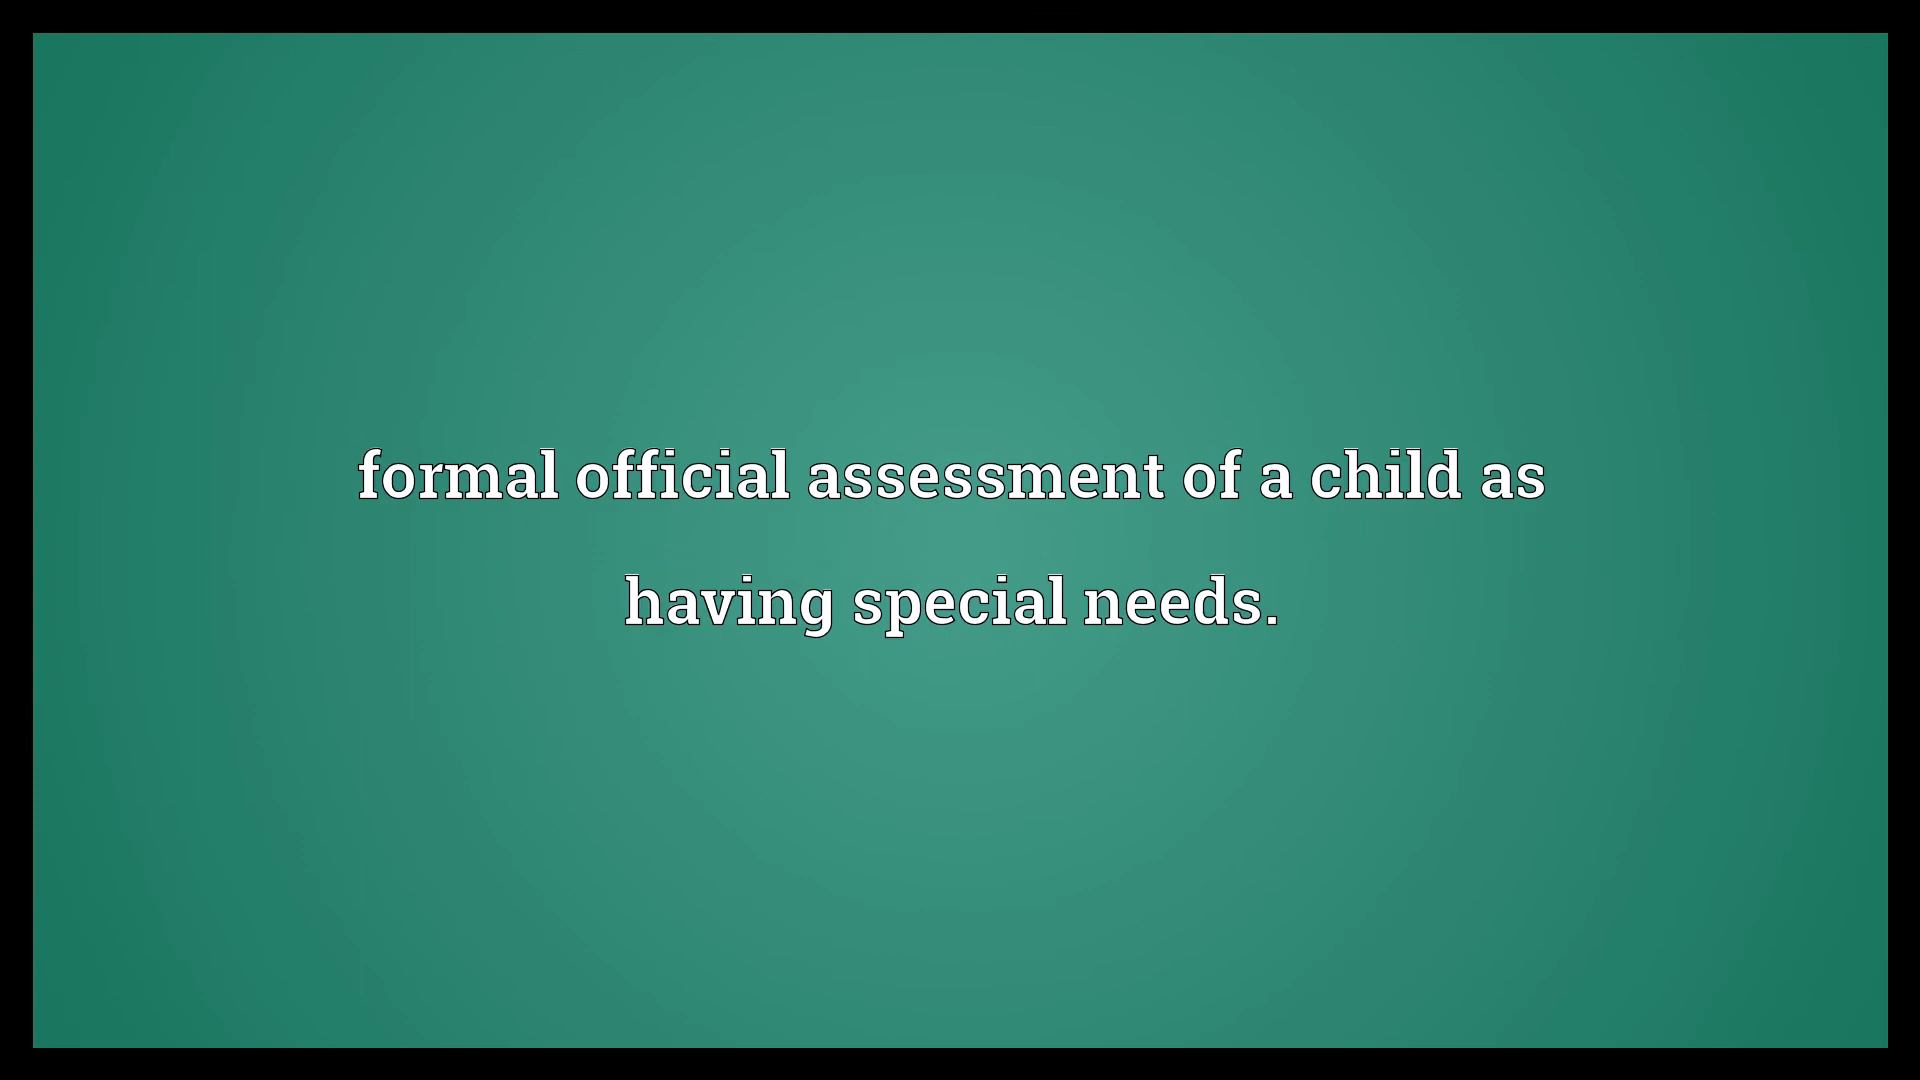 formal official assessment of a child as
having special needs.